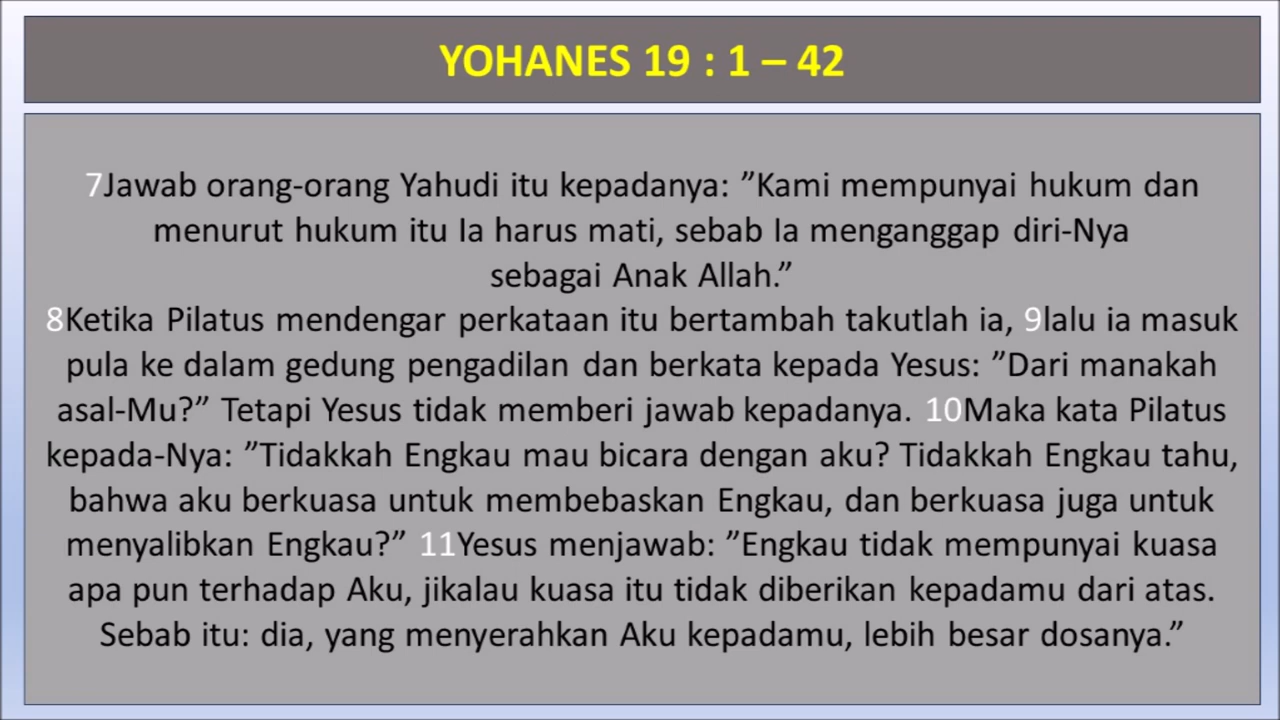 YOHANES 19 : 1 – 42
7Jawab orang-orang Yahudi itu kepadanya: ”Kami mempunyai hukum dan
menurut hukum itu Ia harus mati, sebab Ia menganggap diri-Nya
sebagai Anak Allah.”
8Ketika Pilatus mendengar perkataan itu bertambah takutlah ia, 9lalu ia masuk
pula ke dalam gedung pengadilan dan berkata kepada Yesus: ”Dari manakah
asal-Mu?” Tetapi Yesus tidak memberi jawab kepadanya. 10Maka kata Pilatus
kepada-Nya: ”Tidakkah Engkau mau bicara dengan aku? Tidakkah Engkau tahu,
bahwa aku berkuasa untuk membebaskan Engkau, dan berkuasa juga untuk
menyalibkan Engkau?” 11Yesus menjawab: ”Engkau tidak mempunyai kuasa
apa pun terhadap Aku, jikalau kuasa itu tidak diberikan kepadamu dari atas.
Sebab itu: dia, yang menyerahkan Aku kepadamu, lebih besar dosanya.”